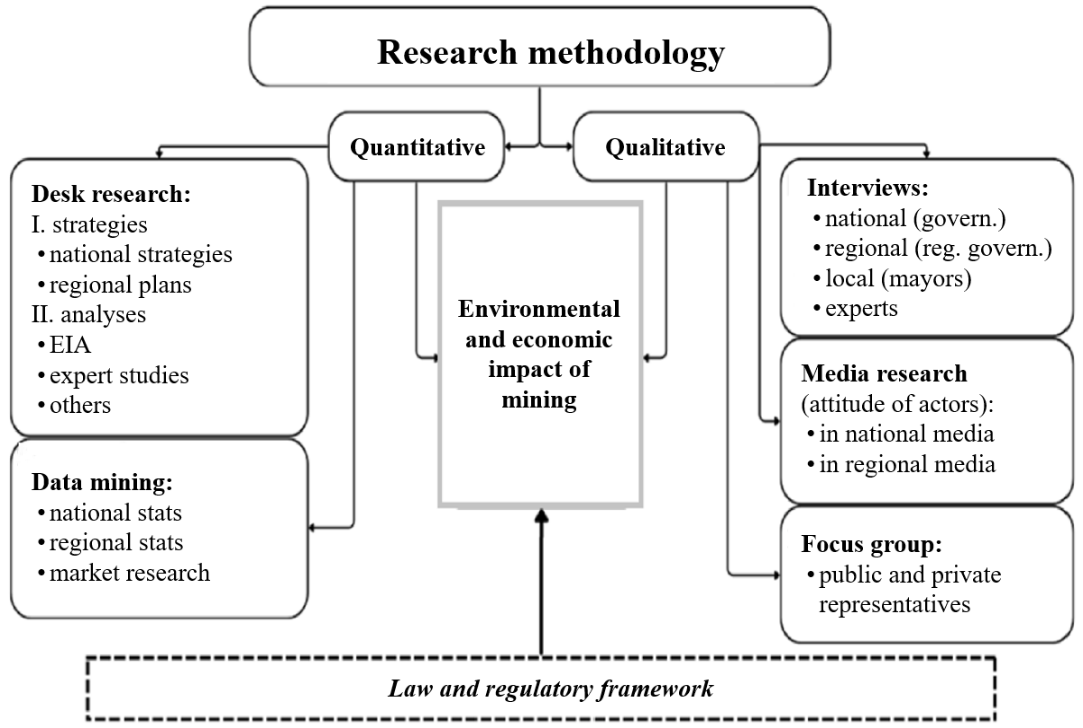 Research methodology
Quantitative
Qualitative
Desk research:
I. strategies
• national strategies
• regional plans
II. analyses
• EIA
• expert studies
• others
Data mining:
• national stats
• regional stats
• market research
Environmental
and economic
impact of
mining
Interviews:
• national (govern.)
• regional (reg. govern.)
• local (mayors)
• experts
Media research
(attitude of actors):
• in national media
• in regional media
Focus group:
• public and private
representatives
Law and regulatory framework